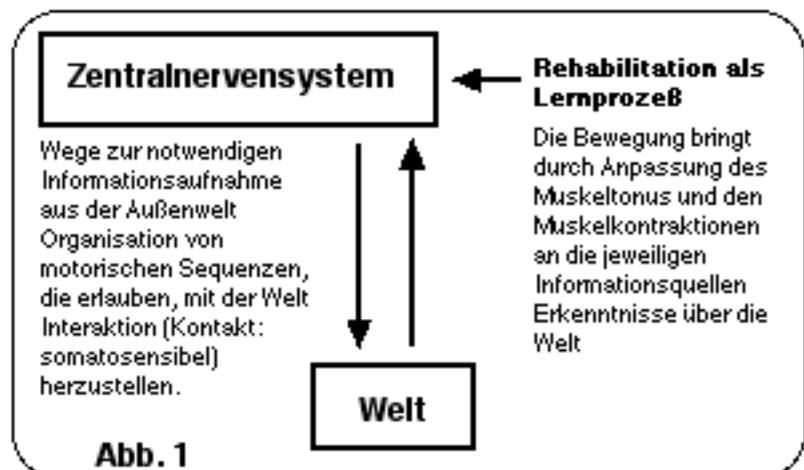 Zentralnervensystem
Wege zur notwendigen
Informationsaufnahme
aus der Außenwelt
Organisation von
motorischen Sequenzen,
die erlauben, mit der Welt
Interaktion (Kontakt:
somatosensibel)
herzustellen.
Rehabilitation als
Lernprozeß
Die Bewegung bringt
durch Anpassung des
Muskeltonus und den
Muskelkontraktionen
an die jeweiligen
Informationsquellen
Erkenntnisse über die
Welt
Welt
Abb. 1